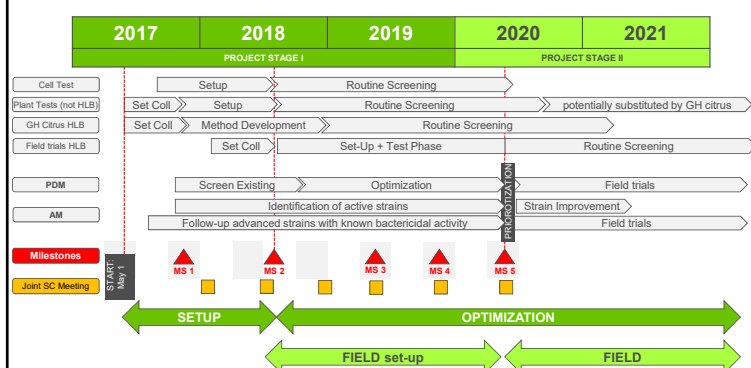 2017 2018 2019 2020 2021
PROJECT STAGE I PROJECT STAGE II
Cell Test Setup Routine Screening
Plant Tests (not HLB) Set Coll Setup Routine Screening potentially substituted by GH citrus
GH Citrus HLB Set Coll Method Development Routine Screening
Field trials HLB Set Coll Set-Up + Test Phase Routine Screening
PDM Screen Existing Optimization Field trials
AM Identification of active strains Strain Improvement
Follow-up advanced strains with known bactericidal activity Field trials
PRIOROTIZATION
Milestones MS 1 MS 2 MS 3 MS 4 MS 5
START:
May 1
Joint SC Meeting
SETUP OPTIMIZATION
FIELD set-up FIELD